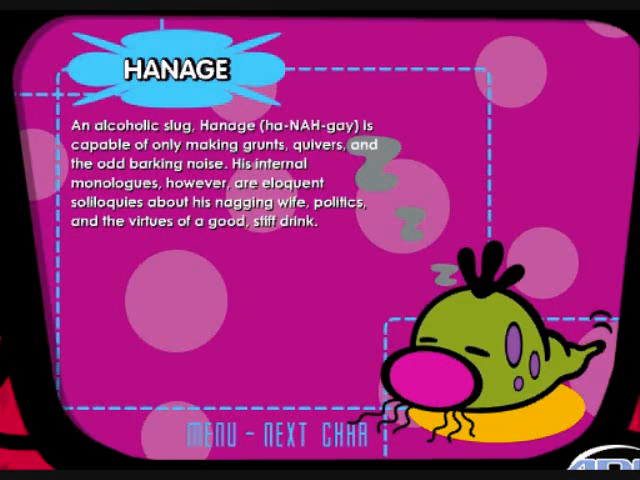 HANAGE
An alcoholic slug, Hanage (ha-NAH-gay) is
capable of only making grunts, quivers, and
the odd barking noise. His internal
monologues, however, are eloquent
soliloquies about his nagging wife, politics,
and the virtues of a good, stiff drink.
Z
Z
Z
MENU - NEXT CHHA